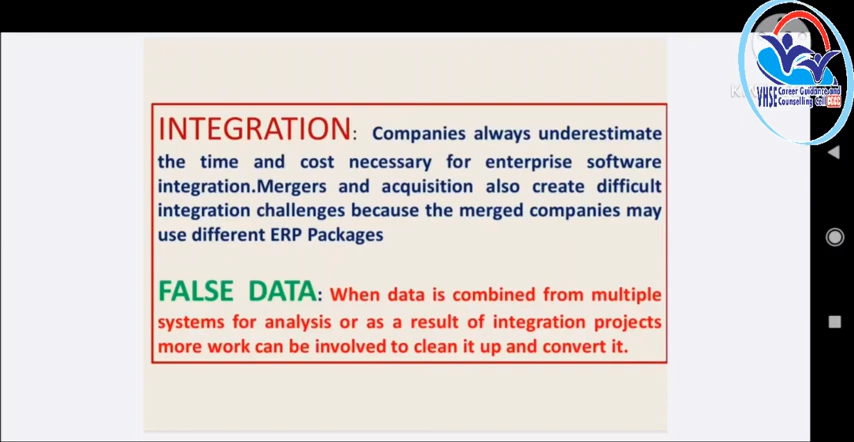 INTEGRATION: Companies always underestimate
the time and cost necessary for enterprise software
integration.Mergers and acquisition also create difficult
integration challenges because the merged companies may
use different ERP Packages
FALSE DATA: When data is combined from multiple
systems for analysis or as a result of integration projects
more work can be involved to clean it up and convert it.
VHSE Career Guidance and
Counselling Cell CGCC